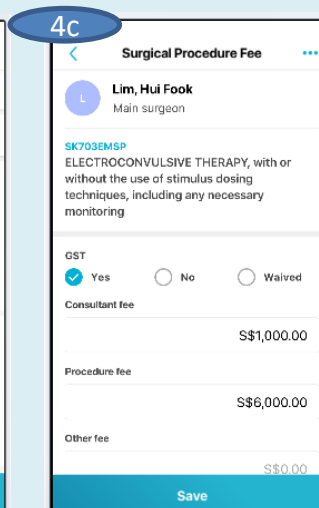 4c
Surgical Procedure Fee
L
Lim, Hui Fook
Main surgeon
SK703EMSP
ELECTROCONVULSIVE THERAPY, with or
without the use of stimulus dosing
techniques, including any necessary
monitoring
GST
Yes No Waived
Consultant fee
S$1,000.00
Procedure fee
S$6,000.00
Other fee
S$0.00
Save